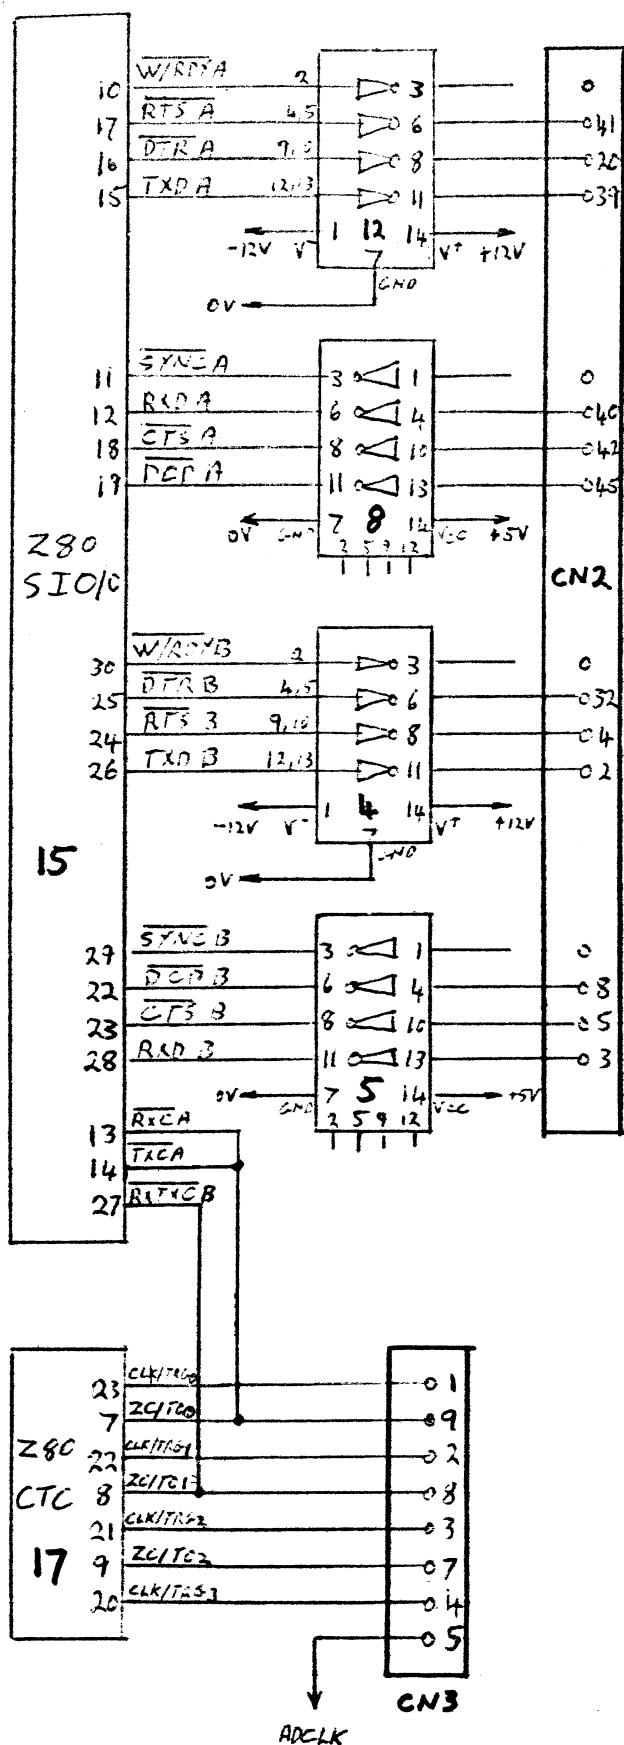 10 W/RDYA 2 3
17 RTS A 4,5 6 41
16 DTR A 9,10 8 20
15 TXD A 12,13 11 39
-12V V- 1 12 14 V+ +12V
7
GND
0V
11 SYNC A 3 1
12 RXD A 6 4 40
18 CTS A 8 10 42
19 DCD A 11 13 45
0V GND 7 8 14 VCC +5V
2 5 9 12
Z80
SIO/0
CN2
30 W/RDYB 2 3
25 DTR B 4,5 6 32
24 RTS B 9,10 8 4
26 TXD B 12,13 11 2
-12V V- 1 4 14 V+ +12V
7
GND
0V
15
29 SYNC B 3 1
22 DCD B 6 4 8
23 CTS B 8 10 5
28 RXD B 11 13 3
0V GND 7 5 14 VCC +5V
2 5 9 12
13 RXCA
14 TXCA
27 RXTXCB
23 CLK/TRG0 1
7 ZC/TO0 9
Z80
22 CLK/TRG1 2
CTC 8 ZC/TO1 8
21 CLK/TRG2 3
17 9 ZC/TO2 7
20 CLK/TRG3 4
5
CN3
ADCLK